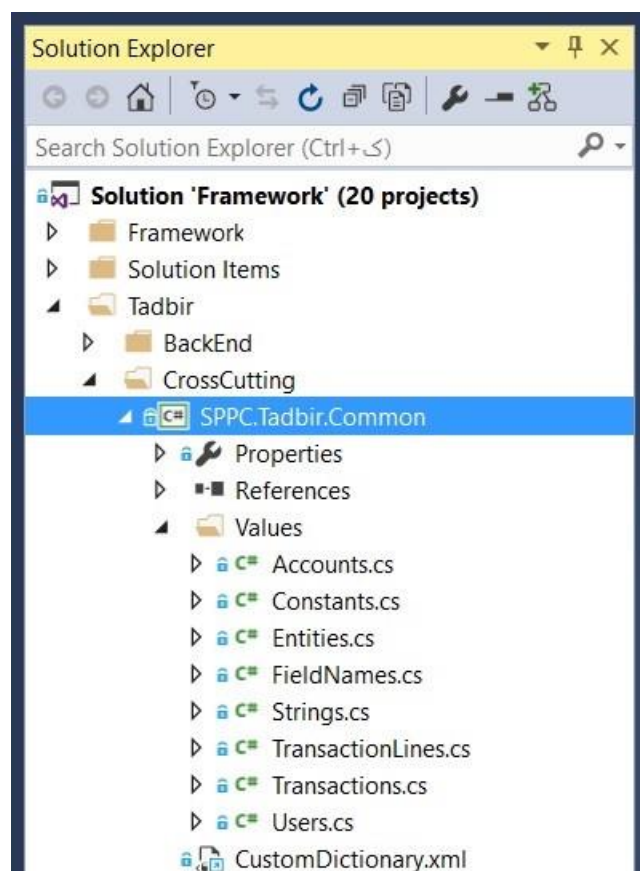 Solution Explorer
Search Solution Explorer (Ctrl+ک)
Solution 'Framework' (20 projects)
Framework
Solution Items
Tadbir
BackEnd
CrossCutting
C# SPPC.Tadbir.Common
Properties
References
Values
C# Accounts.cs
C# Constants.cs
C# Entities.cs
C# FieldNames.cs
C# Strings.cs
C# TransactionLines.cs
C# Transactions.cs
C# Users.cs
CustomDictionary.xml